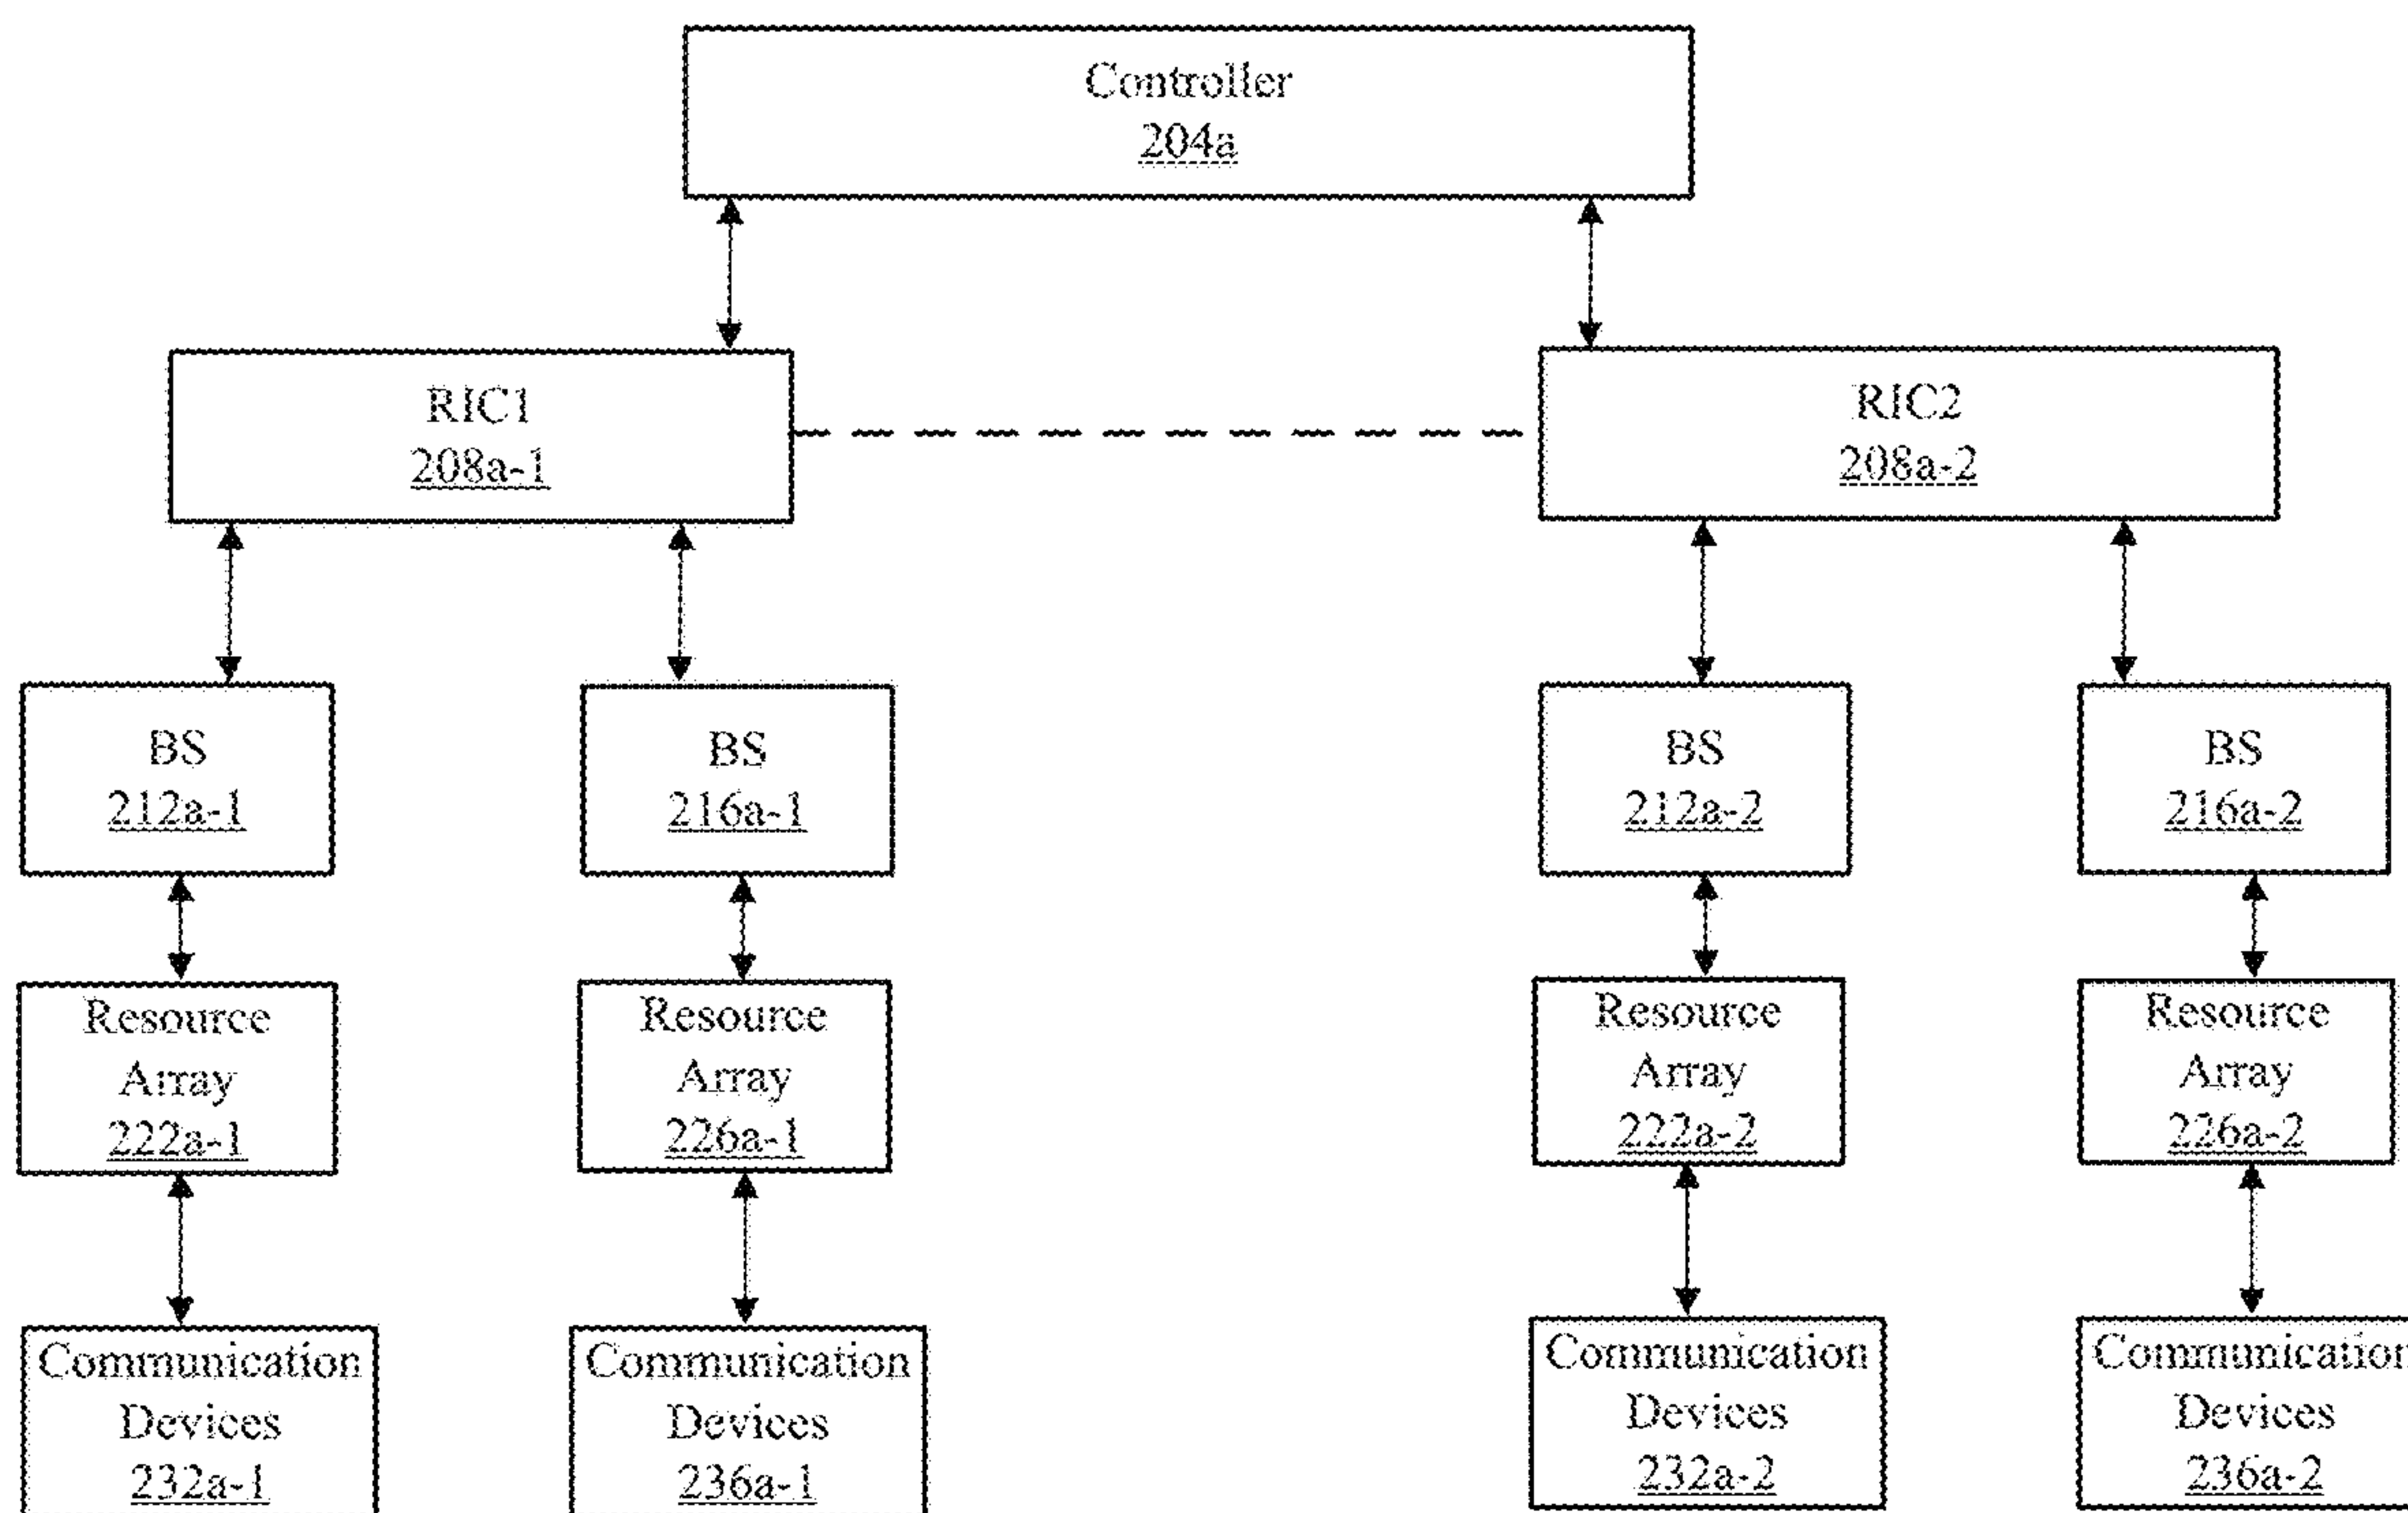 Controller
204a
RIC1
208a-1
RIC2
208a-2
BS
212a-1
BS
216a-1
BS
212a-2
BS
216a-2
Resource
Array
222a-1
Resource
Array
226a-1
Resource
Array
222a-2
Resource
Array
226a-2
Communication
Devices
232a-1
Communication
Devices
236a-1
Communication
Devices
232a-2
Communication
Devices
236a-2